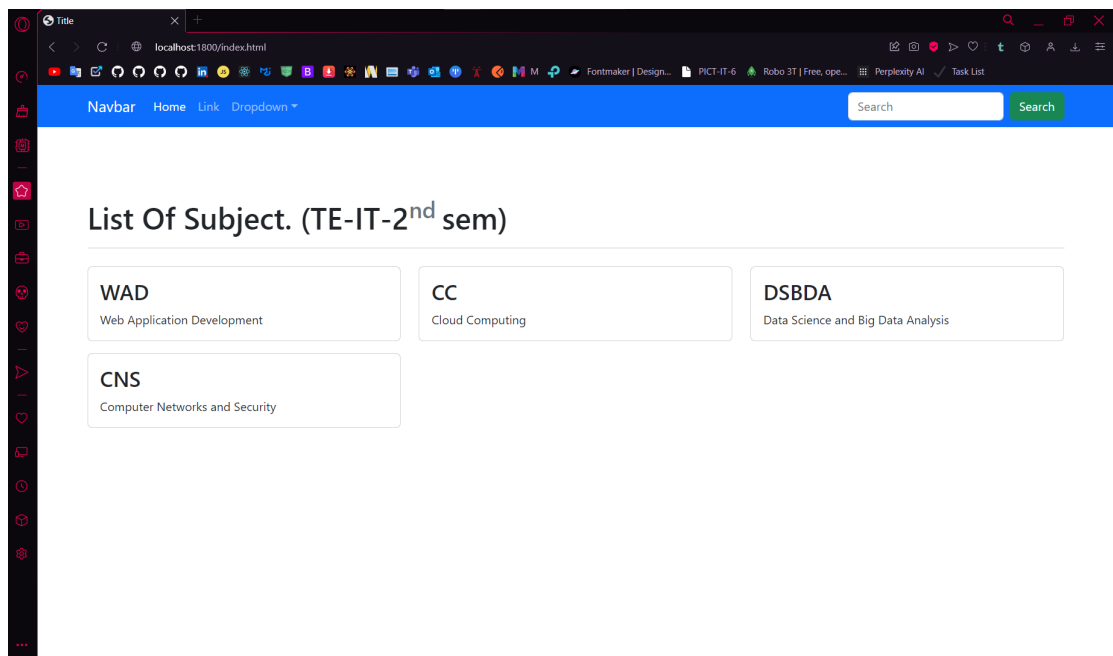 Title
localhost:1800/index.html
M Fontmaker | Design... PICT-IT-6 Robo 3T | Free, ope... Perplexity AI Task List
Navbar Home Link Dropdown Search Search
List Of Subject. (TE-IT-2nd sem)
WAD
Web Application Development
CC
Cloud Computing
DSBDA
Data Science and Big Data Analysis
CNS
Computer Networks and Security